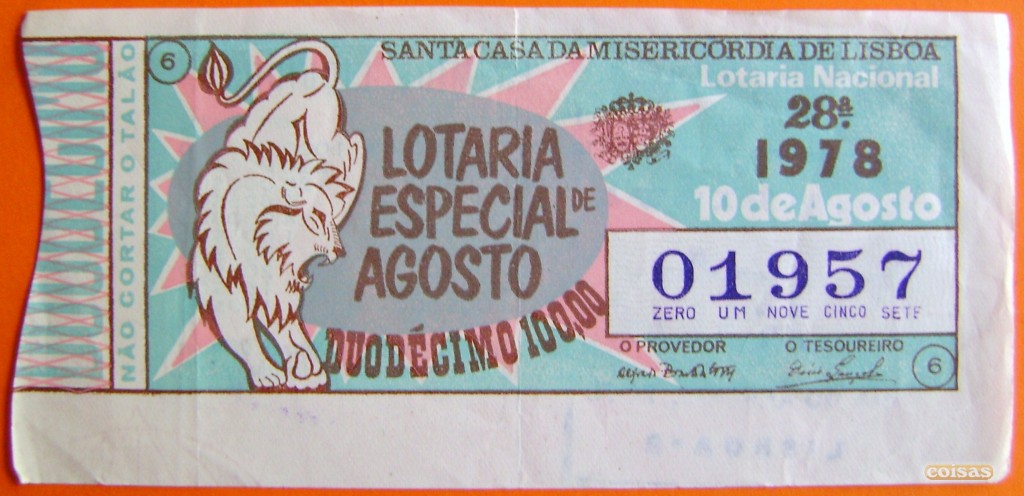 NÃO CORTAR O TALÃO
6
SANTA CASA DA MISERICÓRDIA DE LISBOA
Lotaria Nacional
28ª.
1978
10 de Agosto
LOTARIA
ESPECIAL DE
AGOSTO
DUODÉCIMO 100,00
01957
ZERO UM NOVE CINCO SETE
O PROVEDOR O TESOUREIRO
6
coisas